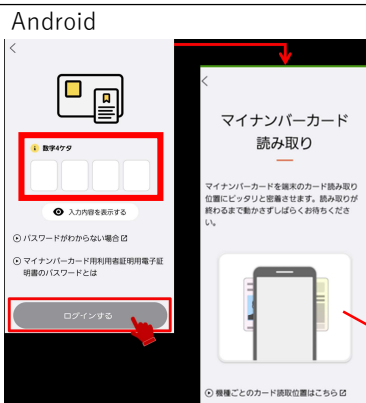 Android
数字4ケタ
入力内容を表示する
パスワードがわからない場合
マイナンバーカード用利用者証明用電子証
明書のパスワードとは
ログインする
マイナンバーカード
読み取り
マイナンバーカードを端末のカード読み取り
位置にピッタリと密着させます。読み取りが
終わるまで動かさずしばらくお待ちくださ
い。
機種ごとのカード読取位置はこちら